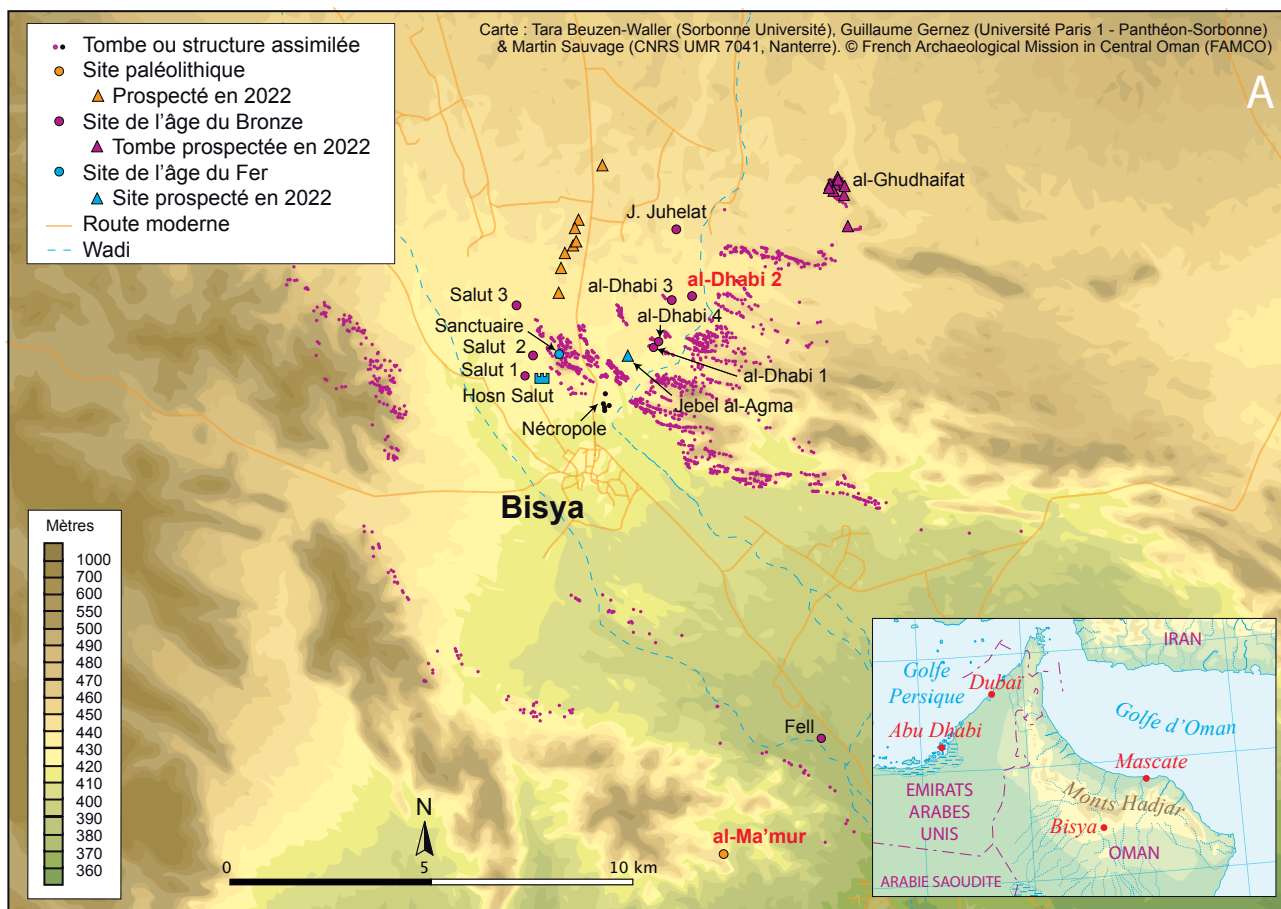 Carte : Tara Beuzen-Waller (Sorbonne Université), Guillaume Gernez (Université Paris 1 - Panthéon-Sorbonne)
& Martin Sauvage (CNRS UMR 7041, Nanterre). © French Archaeological Mission in Central Oman (FAMCO)
A
Tombe ou structure assimilée
Site paléolithique
Prospecté en 2022
Site de l’âge du Bronze
Tombe prospectée en 2022
Site de l’âge du Fer
Site prospecté en 2022
Route moderne
Wadi
al-Ghudhaifat
J. Juhelat
al-Dhabi 2
al-Dhabi 3
Salut 3
al-Dhabi 4
Sanctuaire
Salut 2
Salut 1
al-Dhabi 1
Hosn Salut
Jebel al-Agma
Nécropole
Bisya
Mètres
1000
700
600
550
500
490
480
470
460
450
440
430
420
410
400
390
380
370
360
Fell
al-Ma’mur
N
0 5 10 km
IRAN
Golfe
Persique
Dubai
Golfe d’Oman
Abu Dhabi
Mascate
Monts Hadjar
EMIRATS
ARABES
UNIS
Bisya
OMAN
ARABIE SAOUDITE